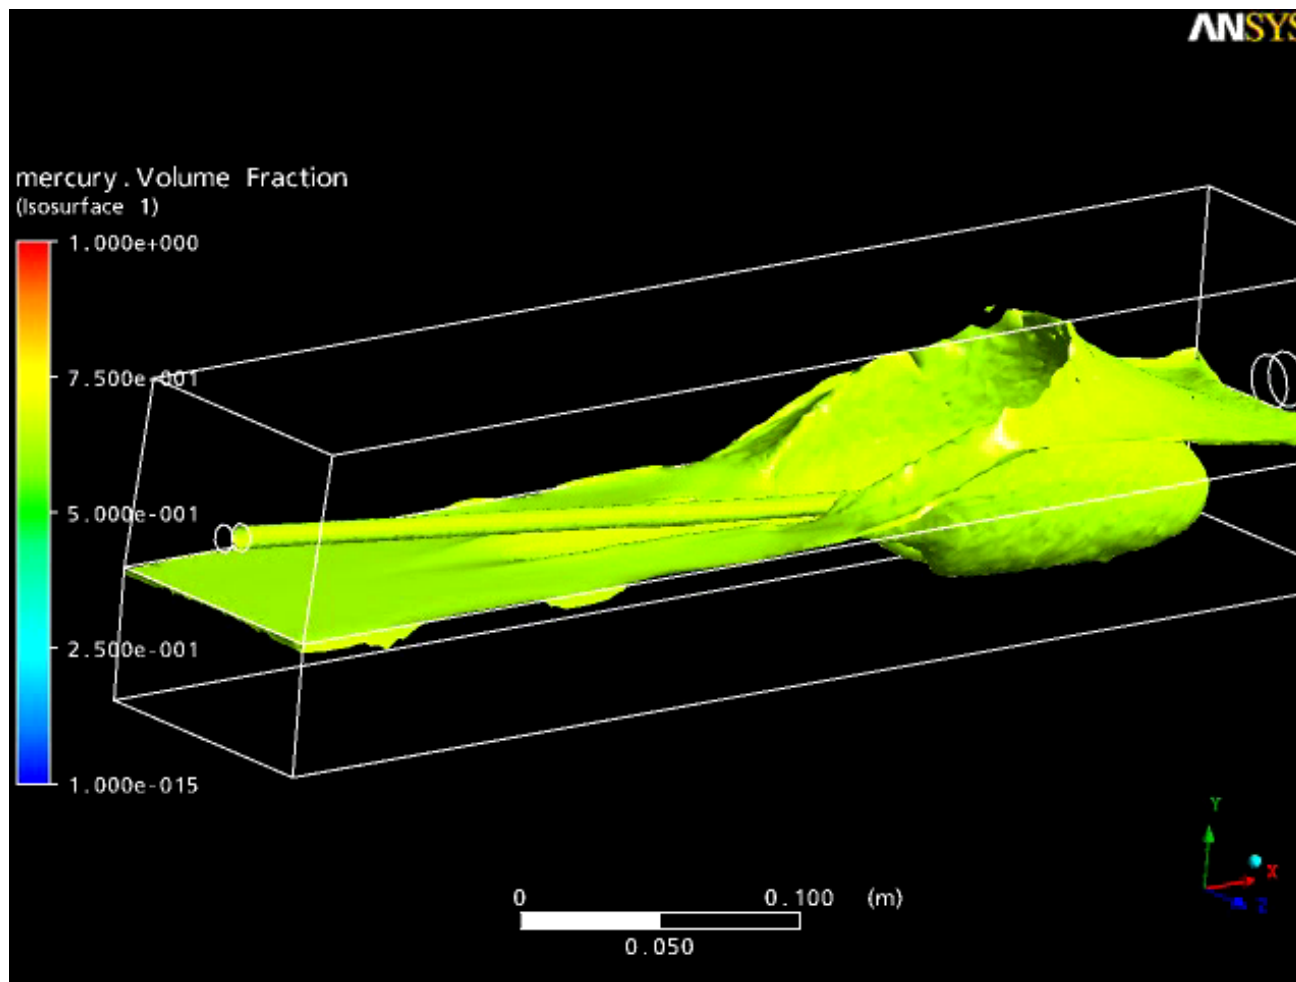 ANSYS
mercury.Volume Fraction
(Isosurface 1)
1.000e+000
7.500e-001
5.000e-001
2.500e-001
1.000e-015
Y
X
Z
0 0.100 (m)
0.050